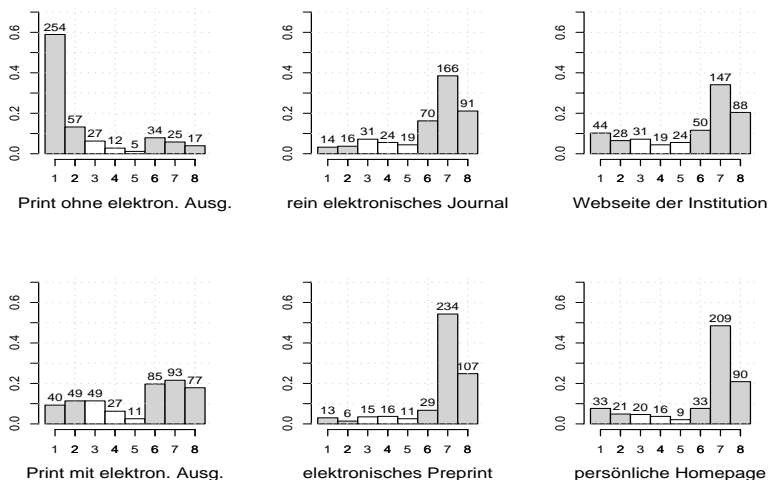 0.0 0.2 0.4 0.6
254 57 27 12 5 34 25 17
1 2 3 4 5 6 7 8
Print ohne elektron. Ausg.
0.0 0.2 0.4 0.6
14 16 31 24 19 70 166 91
1 2 3 4 5 6 7 8
rein elektronisches Journal
0.0 0.2 0.4 0.6
44 28 31 19 24 50 147 88
1 2 3 4 5 6 7 8
Webseite der Institution
0.0 0.2 0.4 0.6
40 49 49 27 11 85 93 77
1 2 3 4 5 6 7 8
Print mit elektron. Ausg.
0.0 0.2 0.4 0.6
13 6 15 16 11 29 234 107
1 2 3 4 5 6 7 8
elektronisches Preprint
0.0 0.2 0.4 0.6
33 21 20 16 9 33 209 90
1 2 3 4 5 6 7 8
persönliche Homepage